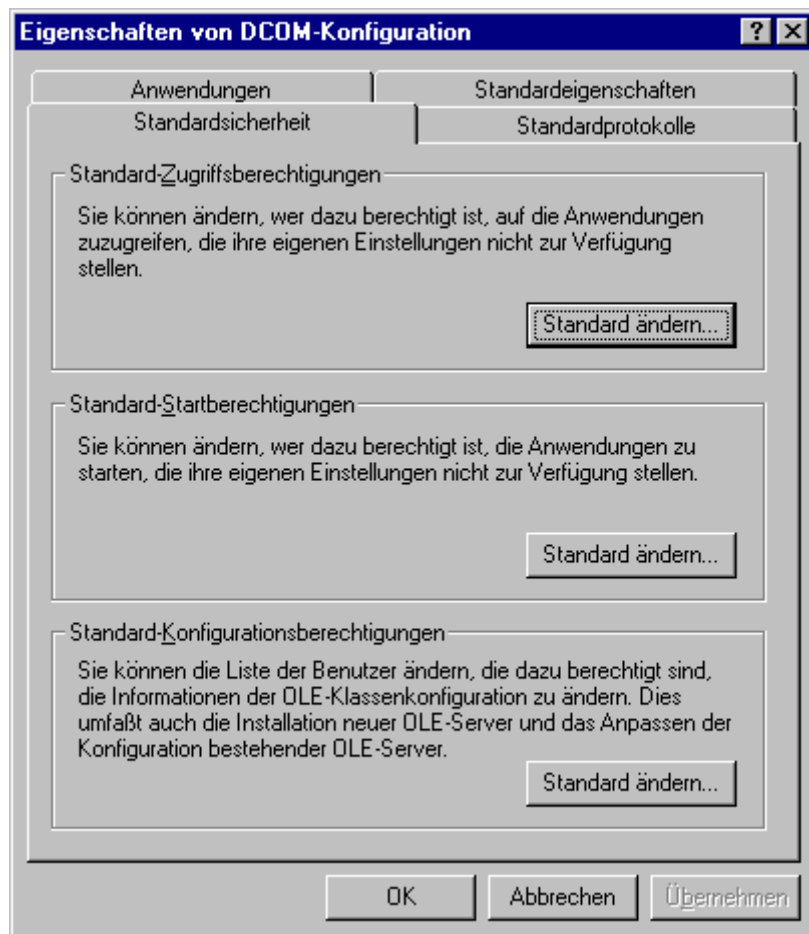 Eigenschaften von DCOM-Konfiguration
Anwendungen
Standardeigenschaften
Standardsicherheit
Standardprotokolle
Standard-Zugriffsberechtigungen
Sie können ändern, wer dazu berechtigt ist, auf die Anwendungen
zuzugreifen, die ihre eigenen Einstellungen nicht zur Verfügung
stellen.
Standard ändern...
Standard-Startberechtigungen
Sie können ändern, wer dazu berechtigt ist, die Anwendungen zu
starten, die ihre eigenen Einstellungen nicht zur Verfügung stellen.
Standard ändern...
Standard-Konfigurationsberechtigungen
Sie können die Liste der Benutzer ändern, die dazu berechtigt sind,
die Informationen der OLE-Klassenkonfiguration zu ändern. Dies
umfaßt auch die Installation neuer OLE-Server und das Anpassen der
Konfiguration bestehender OLE-Server.
Standard ändern...
OK
Abbrechen
Übernehmen